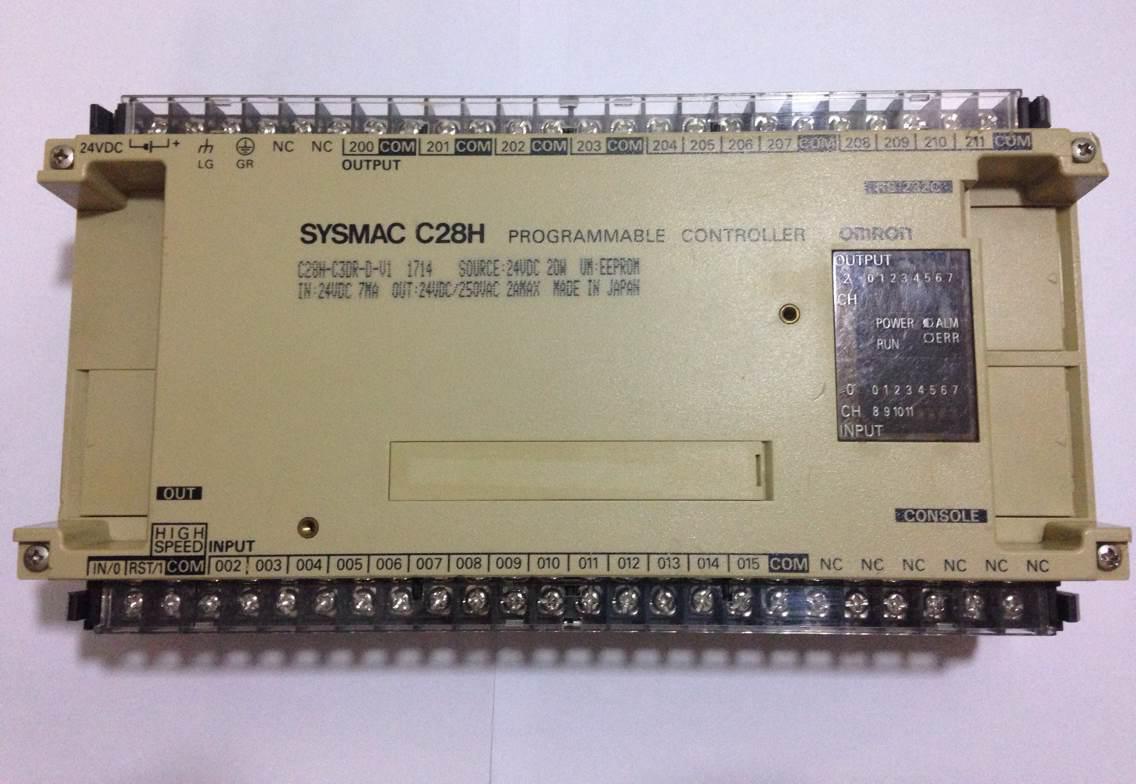 24VDC + LG GR NC NC 200 COM 201 COM 202 COM 203 COM 204 205 206 207 COM 208 209 210 211 COM
OUTPUT
RS-232C
SYSMAC C28H PROGRAMMABLE CONTROLLER OMRON
C28H-C3DR-D-V1 1714 SOURCE:24VDC 20W UM:EEPROM
IN:24VDC 7MA OUT:24VDC/250VAC 2AMAX MADE IN JAPAN
OUTPUT
2 0 1 2 3 4 5 6 7
CH
POWER ALM
RUN ERR
0 0 1 2 3 4 5 6 7
CH 8 9 10 11
INPUT
OUT
CONSOLE
HIGH
SPEED INPUT
IN/0 RST/1 COM 002 003 004 005 006 007 008 009 010 011 012 013 014 015 COM NC NC NC NC NC NC